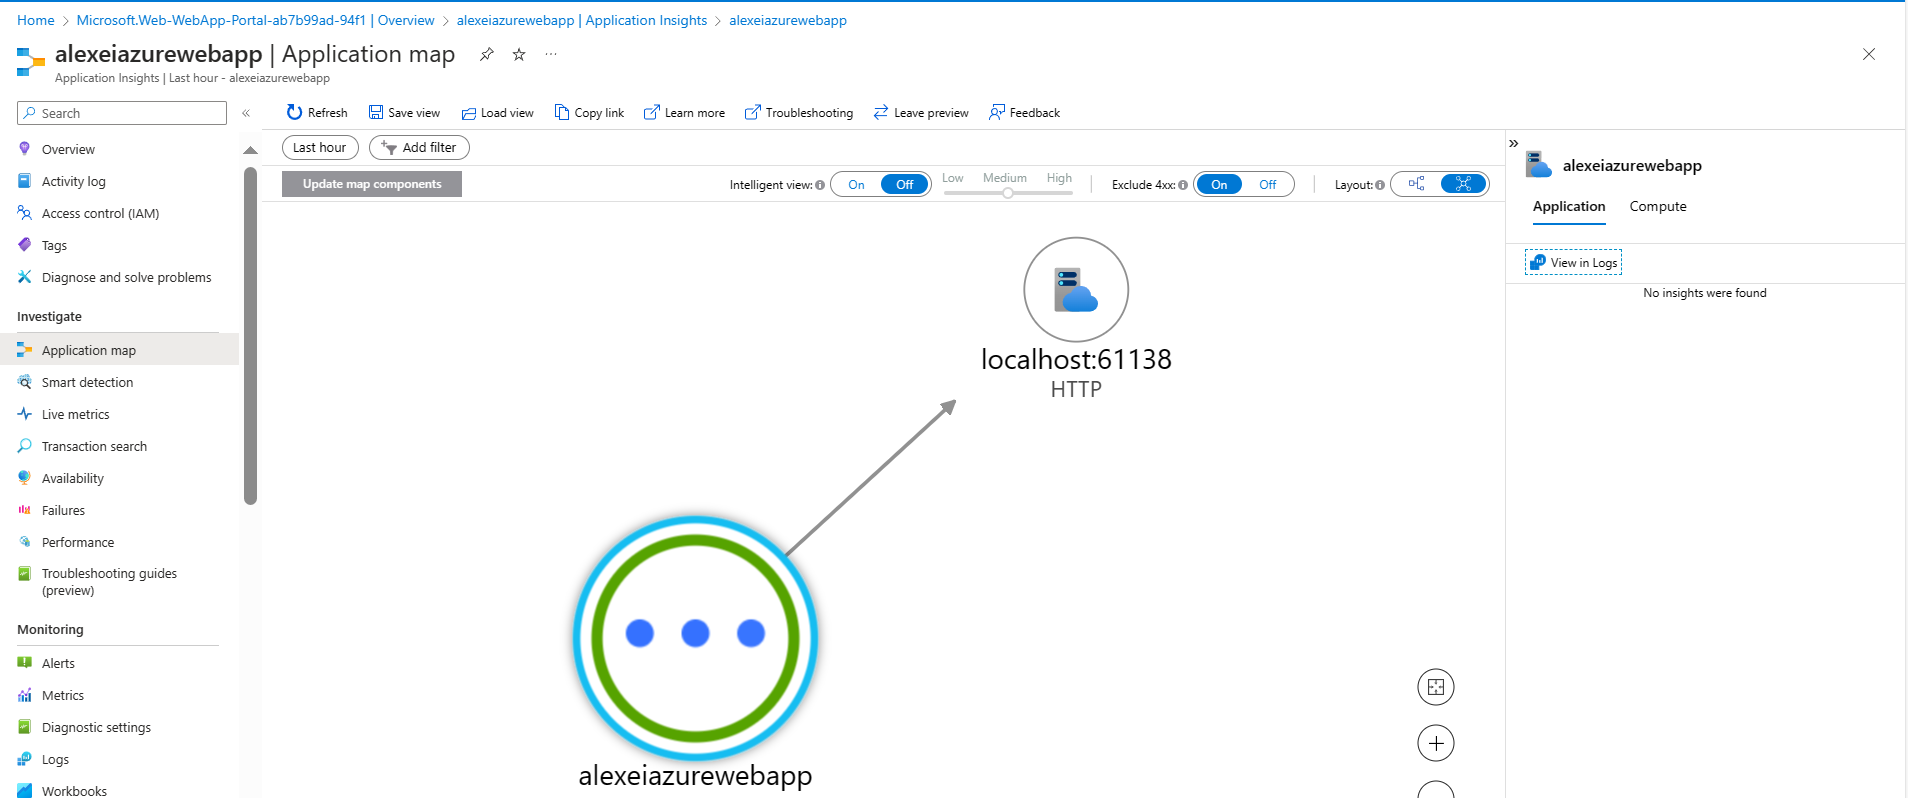 Home > Microsoft.Web-WebApp-Portal-ab7b99ad-94f1 | Overview > alexeiazurewebapp | Application Insights > alexeiazurewebapp
alexeiazurewebapp | Application map
Application Insights | Last hour - alexeiazurewebapp
Search
Refresh
Save view
Load view
Copy link
Learn more
Troubleshooting
Leave preview
Feedback
Overview
Activity log
Access control (IAM)
Tags
Diagnose and solve problems
Investigate
Application map
Smart detection
Live metrics
Transaction search
Availability
Failures
Performance
Troubleshooting guides
(preview)
Monitoring
Alerts
Metrics
Diagnostic settings
Logs
Workbooks
Last hour
Add filter
Update map components
Intelligent view:
On
Off
Low
Medium
High
Exclude 4xx:
On
Off
Layout:
localhost:61138
HTTP
alexeiazurewebapp
alexeiazurewebapp
Application
Compute
View in Logs
No insights were found